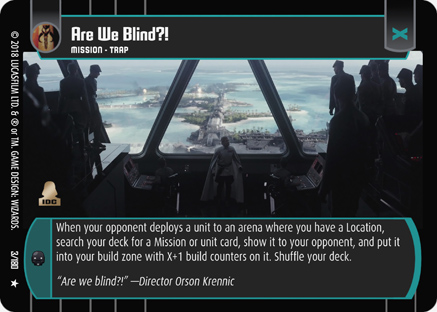 Are We Blind?!
MISSION - TRAP
© 2018 LUCASFILM LTD. & ® or TM. GAME DESIGN: WIZARDS.
IDC
When your opponent deploys a unit to an arena where you have a Location,
search your deck for a Mission or unit card, show it to your opponent, and put it
into your build zone with X+1 build counters on it. Shuffle your deck.
“Are we blind?!” —Director Orson Krennic